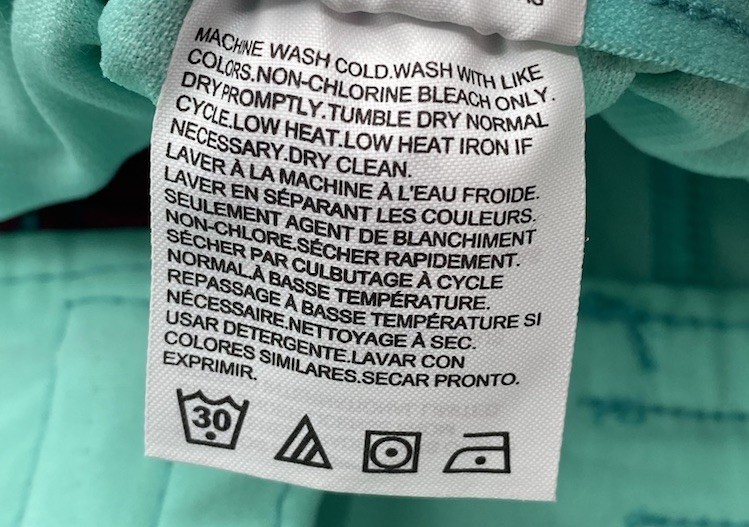 MACHINE WASH COLD.WASH WITH LIKE
COLORS.NON-CHLORINE BLEACH ONLY.
DRY PROMPTLY.TUMBLE DRY NORMAL
CYCLE.LOW HEAT.LOW HEAT IRON IF
NECESSARY.DRY CLEAN.
LAVER À LA MACHINE À L'EAU FROIDE.
LAVER EN SÉPARANT LES COULEURS.
SEULEMENT AGENT DE BLANCHIMENT
NON-CHLORE.SÉCHER RAPIDEMENT.
SÉCHER PAR CULBUTAGE À CYCLE
NORMAL.À BASSE TEMPÉRATURE.
REPASSAGE À BASSE TEMPÉRATURE SI
NÉCESSAIRE.NETTOYAGE À SEC.
USAR DETERGENTE.LAVAR CON
COLORES SIMILARES.SECAR PRONTO.
EXPRIMIR.
30